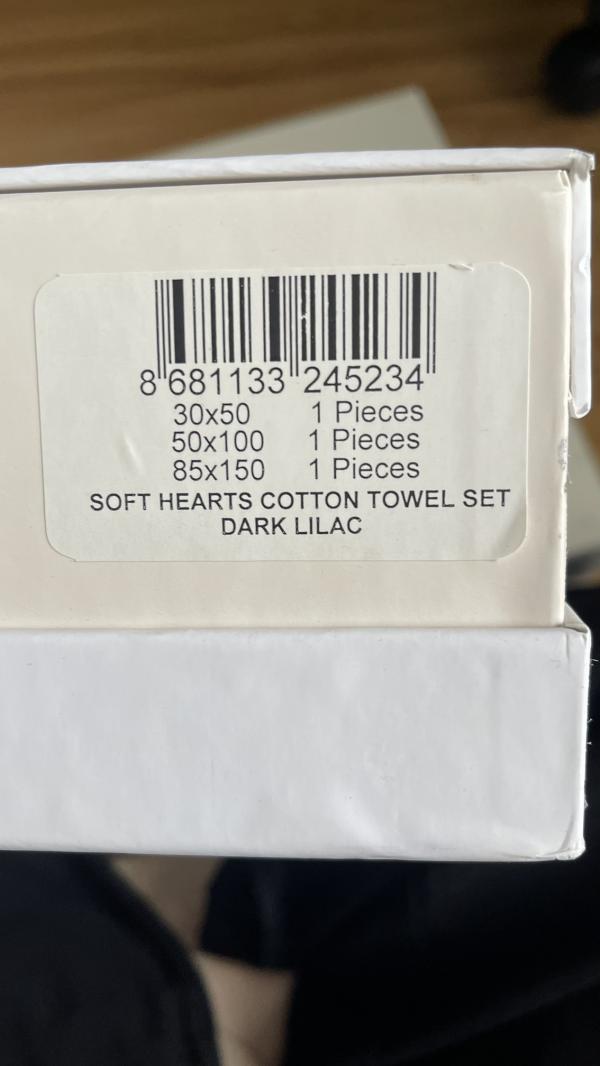 8 681133 245234
30x50 1 Pieces
50x100 1 Pieces
85x150 1 Pieces
SOFT HEARTS COTTON TOWEL SET
DARK LILAC